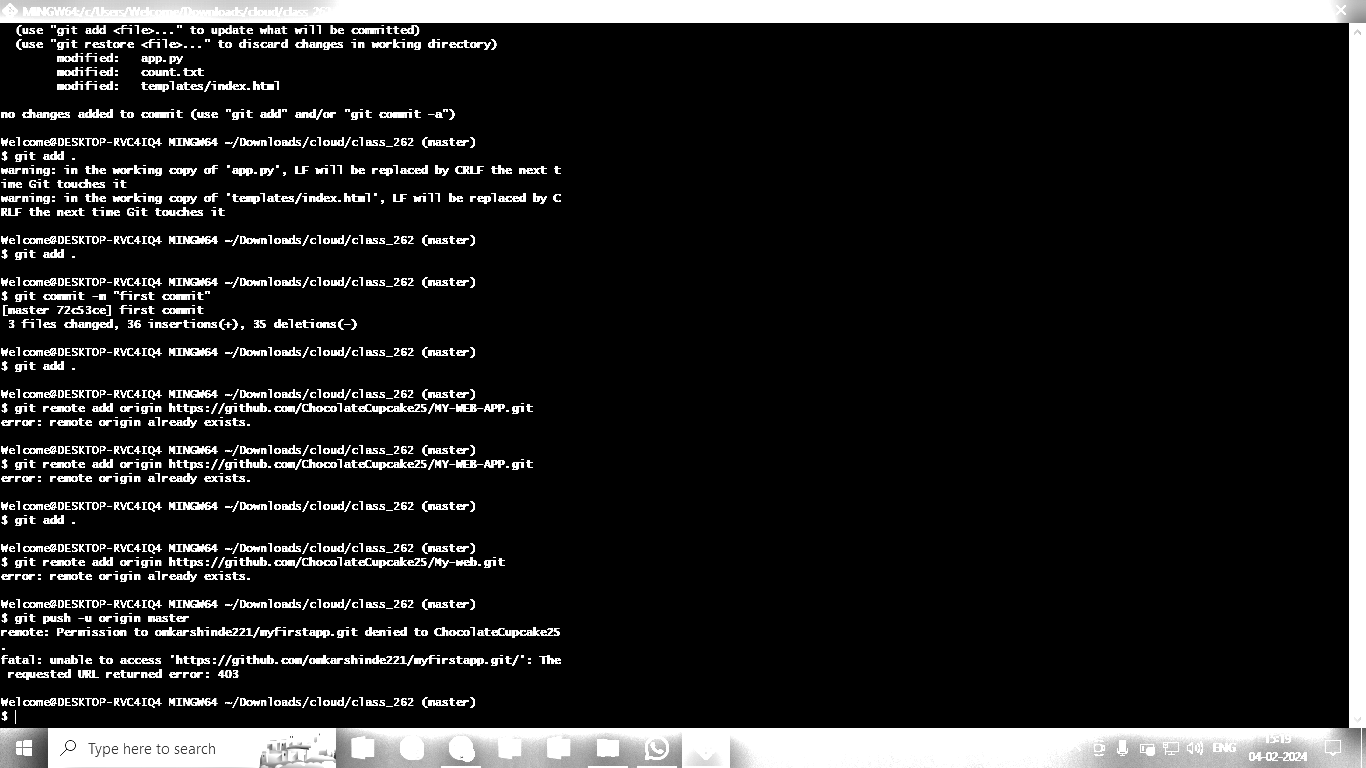 MINGW64:/c/Users/Welcome/Downloads/cloud/class_262
(use "git add <file>..." to update what will be committed)
(use "git restore <file>..." to discard changes in working directory)
modified: app.py
modified: count.txt
modified: templates/index.html
no changes added to commit (use "git add" and/or "git commit -a")
Welcome@DESKTOP-RVC4IQ4 MINGW64 ~/Downloads/cloud/class_262 (master)
$ git add .
warning: in the working copy of 'app.py', LF will be replaced by CRLF the next t
ime Git touches it
warning: in the working copy of 'templates/index.html', LF will be replaced by C
RLF the next time Git touches it
Welcome@DESKTOP-RVC4IQ4 MINGW64 ~/Downloads/cloud/class_262 (master)
$ git add .
Welcome@DESKTOP-RVC4IQ4 MINGW64 ~/Downloads/cloud/class_262 (master)
$ git commit -m "first commit"
[master 72c53ce] first commit
3 files changed, 36 insertions(+), 35 deletions(-)
Welcome@DESKTOP-RVC4IQ4 MINGW64 ~/Downloads/cloud/class_262 (master)
$ git add .
Welcome@DESKTOP-RVC4IQ4 MINGW64 ~/Downloads/cloud/class_262 (master)
$ git remote add origin https://github.com/ChocolateCupcake25/MY-WEB-APP.git
error: remote origin already exists.
Welcome@DESKTOP-RVC4IQ4 MINGW64 ~/Downloads/cloud/class_262 (master)
$ git remote add origin https://github.com/ChocolateCupcake25/MY-WEB-APP.git
error: remote origin already exists.
Welcome@DESKTOP-RVC4IQ4 MINGW64 ~/Downloads/cloud/class_262 (master)
$ git add .
Welcome@DESKTOP-RVC4IQ4 MINGW64 ~/Downloads/cloud/class_262 (master)
$ git remote add origin https://github.com/ChocolateCupcake25/My-web.git
error: remote origin already exists.
Welcome@DESKTOP-RVC4IQ4 MINGW64 ~/Downloads/cloud/class_262 (master)
$ git push -u origin master
remote: Permission to omkarshinde221/myfirstapp.git denied to ChocolateCupcake25
.
fatal: unable to access 'https://github.com/omkarshinde221/myfirstapp.git/': The
requested URL returned error: 403
Welcome@DESKTOP-RVC4IQ4 MINGW64 ~/Downloads/cloud/class_262 (master)
$
Type here to search
ENG
15:19
04-02-2024